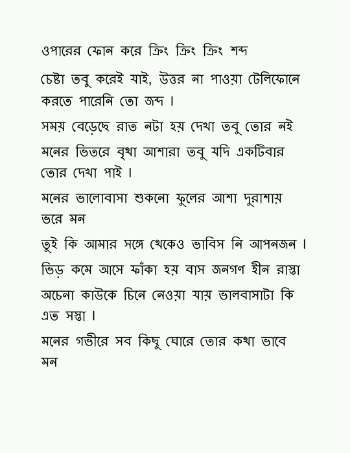 ওপারের ফোন করে ক্রিং ক্রিং ক্রিং শব্দ
চেষ্টা তবু করেই যাই, উত্তর না পাওয়া টেলিফোনে
করতে পারেনি তো জব্দ ।
সময় বেড়েছে রাত নটা হয় দেখা তবু তোর নই
মনের ভিতরে বৃথা আশারা তবু যদি একটিবার
তোর দেখা পাই ।
মনের ভালোবাসা শুকনো ফুলের আশা দুরাশায়
ভরে মন
তুই কি আমার সঙ্গে থেকেও ভাবিস নি আপনজন ।
ভিড় কমে আসে ফাঁকা হয় বাস জনগণ হীন রাস্তা
অচেনা কাউকে চিনে নেওয়া যায় ভালবাসাটা কি
এত সস্তা ।
মনের গভীরে সব কিছু ঘোরে তোর কথা ভাবে
মন